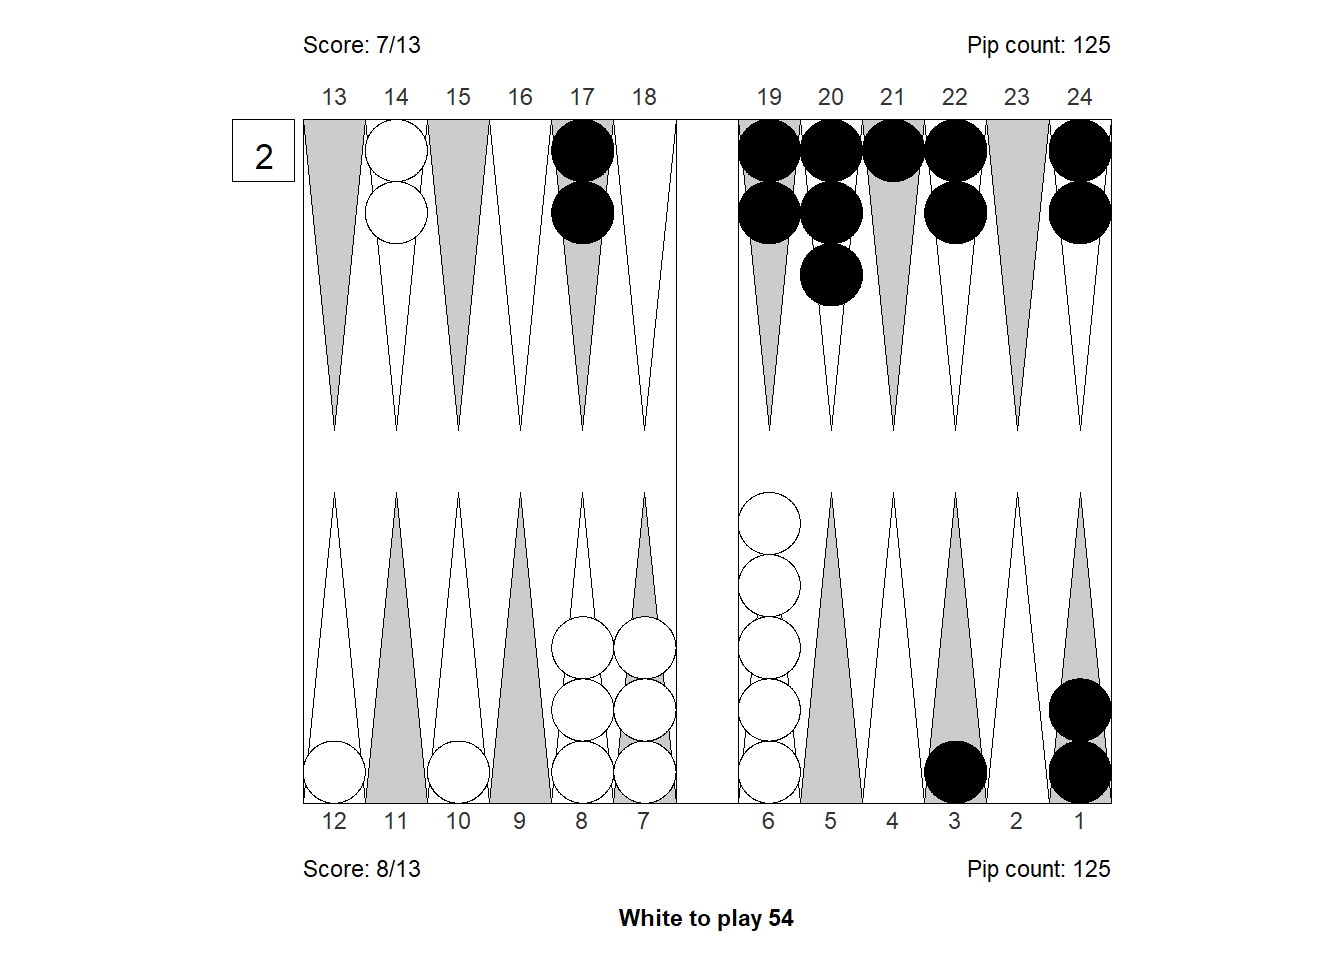 Score: 7/13 Pip count: 125
13 14 15 16 17 18 19 20 21 22 23 24
2
12 11 10 9 8 7 6 5 4 3 2 1
Score: 8/13 Pip count: 125
White to play 54